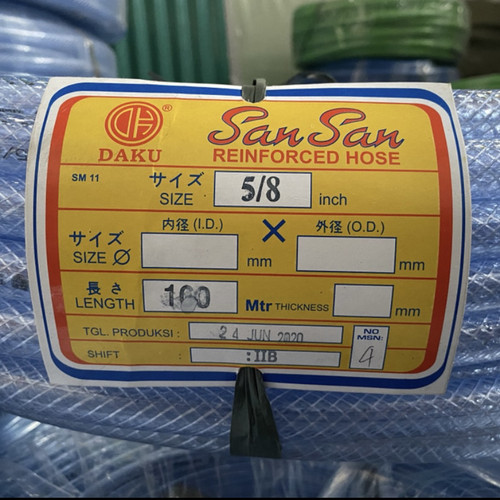 ®
SanSan
DAKU
REINFORCED HOSE
SM 11
サイズ
SIZE
5/8
inch
内径 (I.D.)
×
外径 (O.D.)
サイズ
SIZE Ø
mm
mm
長さ
LENGTH
100
Mtr THICKNESS
mm
TGL. PRODUKSI :
24 JUN 2020
NO
MSN:
4
SHIFT
:IIB